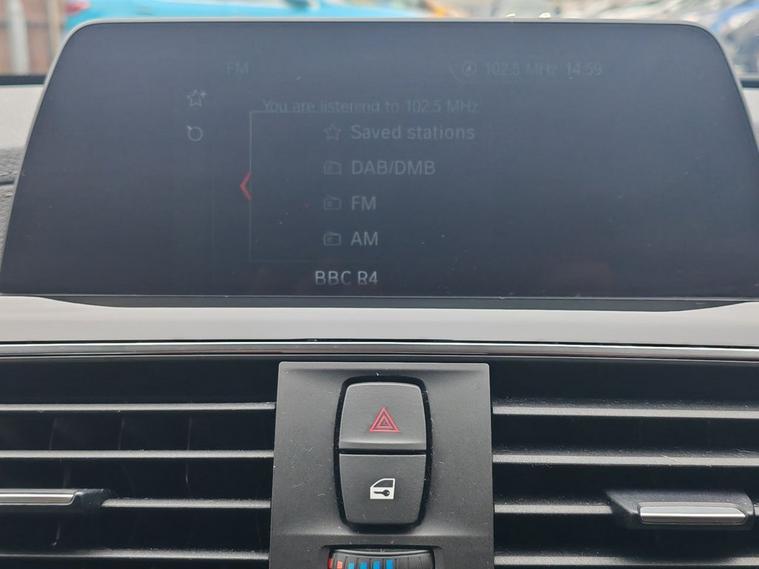 FM
102.5 MHz 14:59
You are listening to 102.5 MHz
Saved stations
DAB/DMB
FM
AM
BBC R4